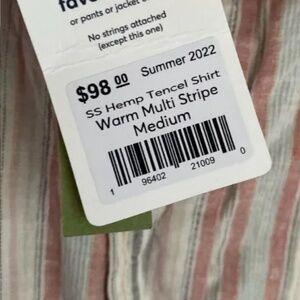 or pants or jacket
No strings attached
(except this one)
$98 00 Summer 2022
SS Hemp Tencel Shirt
Warm Multi Stripe
Medium
1 96402 21009 0